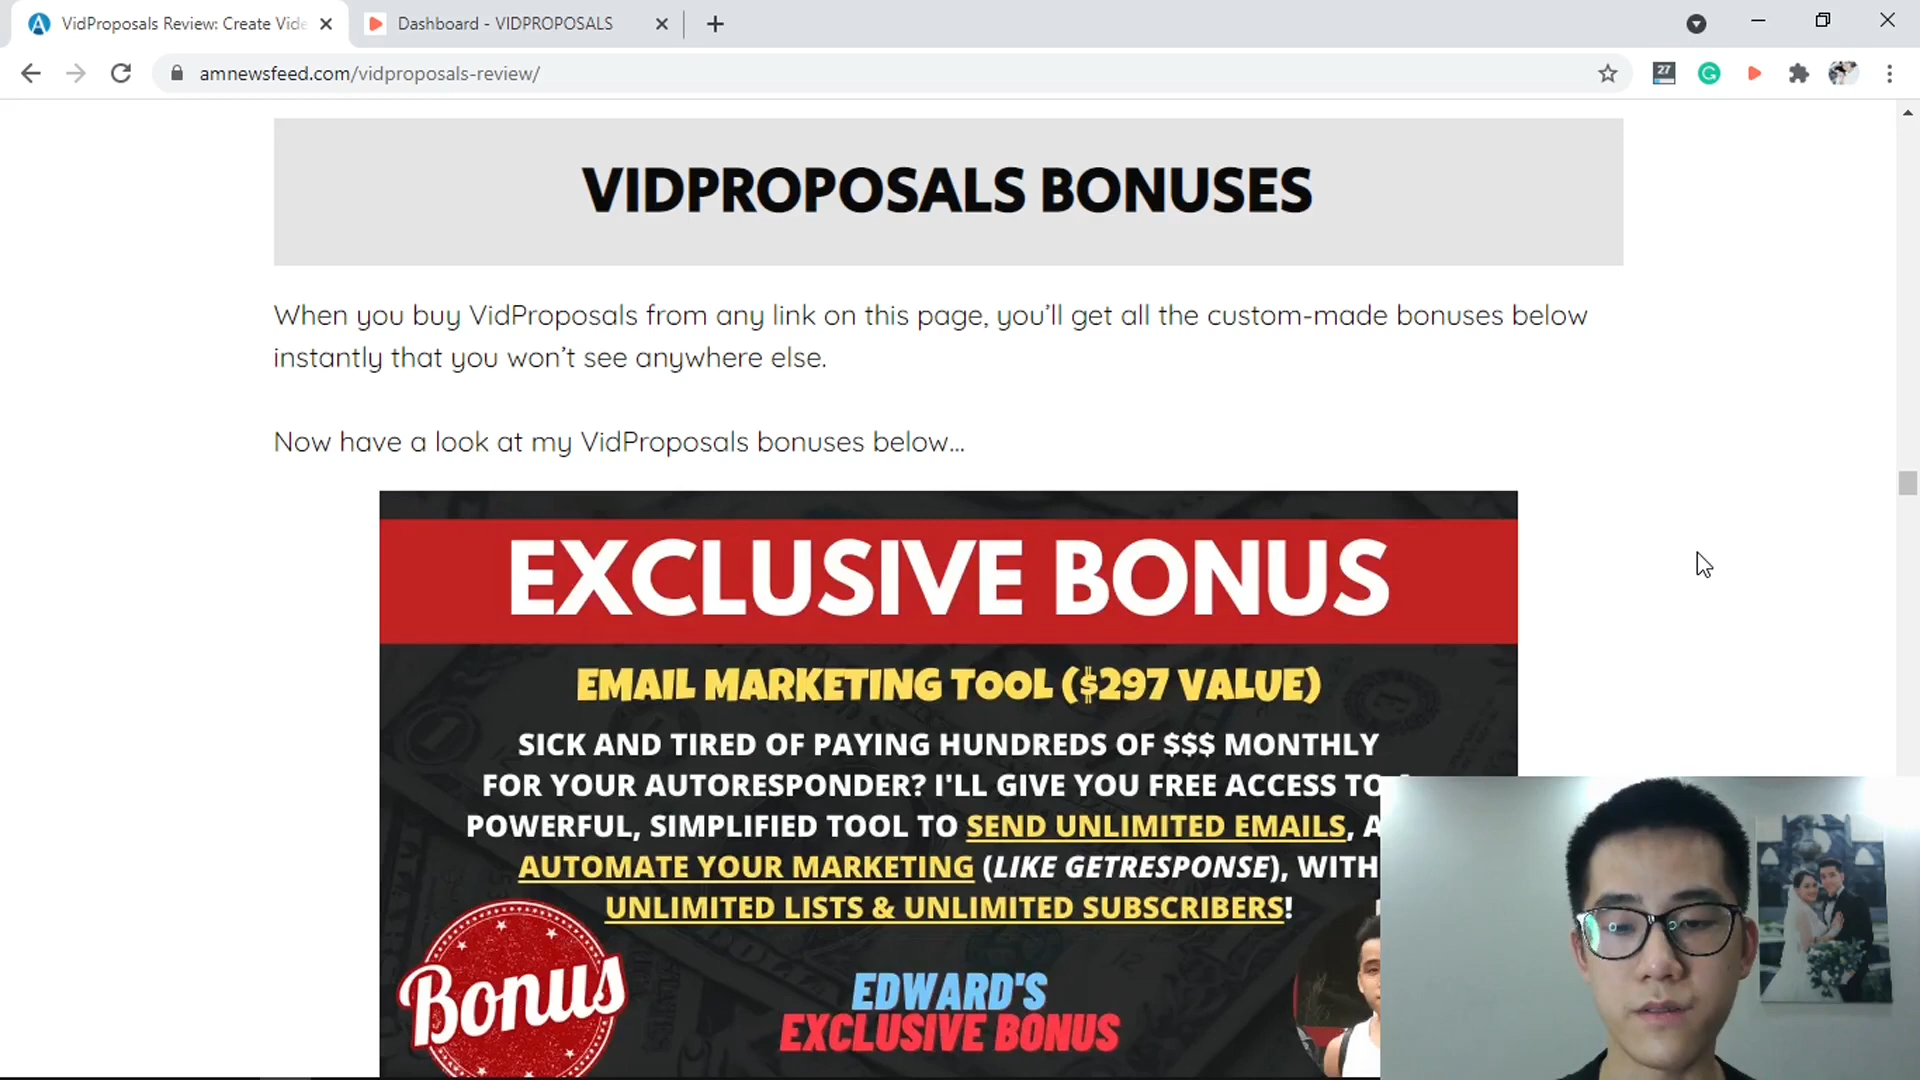 VidProposals Review: Create Vide
Dashboard - VIDPROPOSALS
amnewsfeed.com/vidproposals-review/
27
VIDPROPOSALS BONUSES
When you buy VidProposals from any link on this page, you’ll get all the custom-made bonuses below
instantly that you won’t see anywhere else.
Now have a look at my VidProposals bonuses below...
EXCLUSIVE BONUS
EMAIL MARKETING TOOL ($297 VALUE)
SICK AND TIRED OF PAYING HUNDREDS OF $$$ MONTHLY
FOR YOUR AUTORESPONDER? I'LL GIVE YOU FREE ACCESS TO
POWERFUL, SIMPLIFIED TOOL TO SEND UNLIMITED EMAILS, A
AUTOMATE YOUR MARKETING (LIKE GETRESPONSE), WITH
UNLIMITED LISTS & UNLIMITED SUBSCRIBERS!
Bonus
EDWARD'S
EXCLUSIVE BONUS